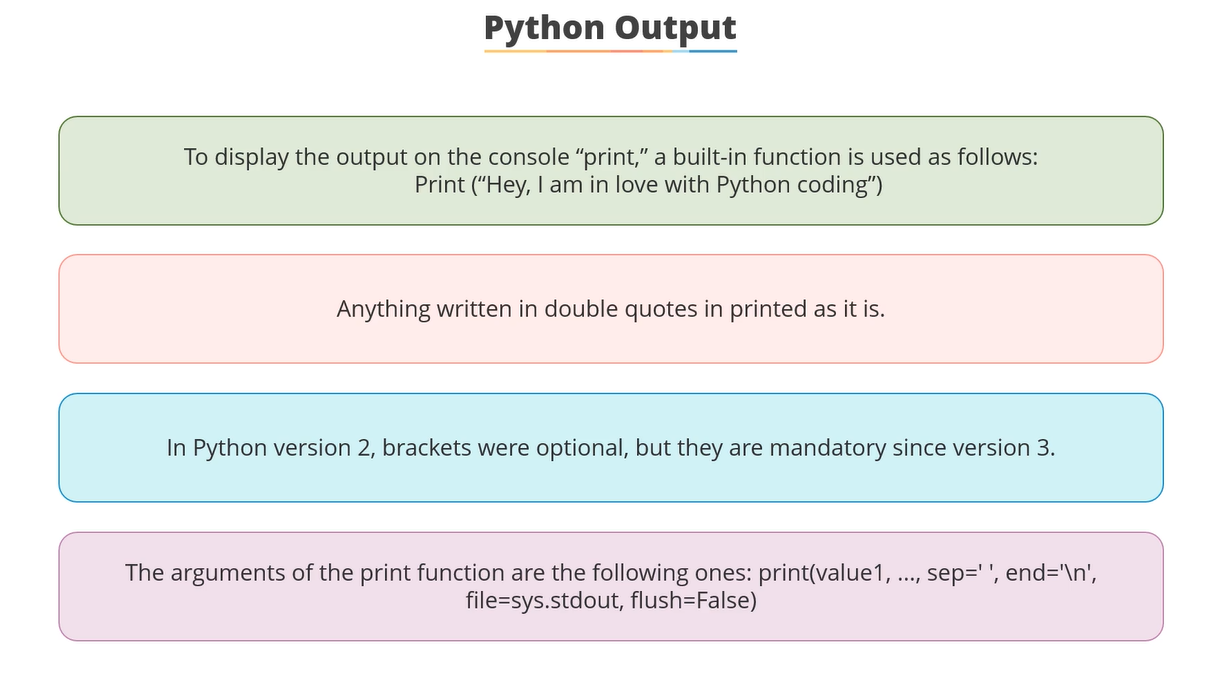 Python Output
To display the output on the console “print,” a built-in function is used as follows:
Print (“Hey, I am in love with Python coding”)
Anything written in double quotes in printed as it is.
In Python version 2, brackets were optional, but they are mandatory since version 3.
The arguments of the print function are the following ones: print(value1, ..., sep=' ', end='\n',
file=sys.stdout, flush=False)